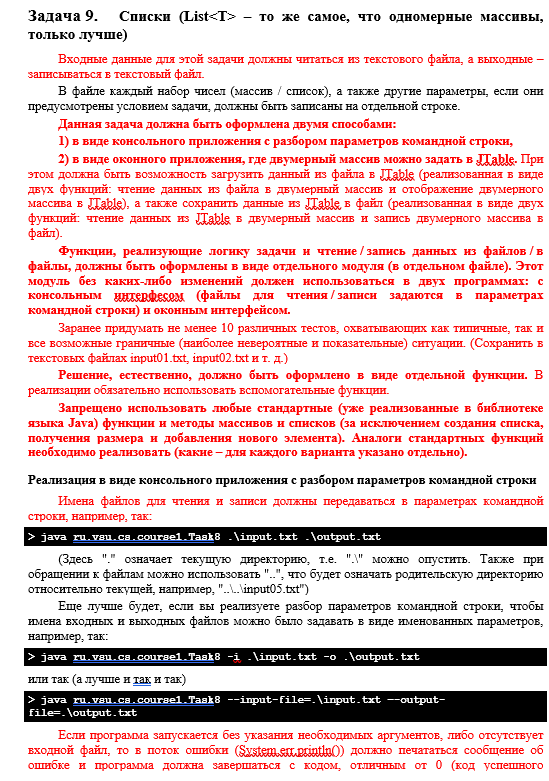 Задача 9. Списки (List<T> – то же самое, что одномерные массивы,
только лучше)
Входные данные для этой задачи должны читаться из текстового файла, а выходные –
записываться в текстовый файл.
В файле каждый набор чисел (массив / список), а также другие параметры, если они
предусмотрены условием задачи, должны быть записаны на отдельной строке.
Данная задача должна быть оформлена двумя способами:
1) в виде консольного приложения с разбором параметров командной строки,
2) в виде оконного приложения, где двумерный массив можно задать в JTable. При
этом должна быть возможность загрузить данный из файла в JTable (реализованная в виде
двух функций: чтение данных из файла в двумерный массив и отображение двумерного
массива в JTable), а также сохранить данные из JTable в файл (реализованная в виде двух
функций: чтение данных из JTable в двумерный массив и запись двумерного массива в
файл).
Функции, реализующие логику задачи и чтение / запись данных из файлов / в
файлы, должны быть оформлены в виде отдельного модуля (в отдельном файле). Этот
модуль без каких-либо изменений должен использоваться в двух программах: с
консольным интерфесом (файлы для чтения / записи задаются в параметрах
командной строки) и оконным интерфейсом.
Заранее придумать не менее 10 различных тестов, охватывающих как типичные, так и
все возможные граничные (наиболее невероятные и показательные) ситуации. (Сохранить в
текстовых файлах input01.txt, input02.txt и т. д.)
Решение, естественно, должно быть оформлено в виде отдельной функции. В
реализации обязательно использовать вспомогательные функции.
Запрещено использовать любые стандартные (уже реализованные в библиотеке
языка Java) функции и методы массивов и списков (за исключением создания списка,
получения размера и добавления нового элемента). Аналоги стандартных функций
необходимо реализовать (какие – для каждого варианта указано отдельно).
Реализация в виде консольного приложения с разбором параметров командной строки
Имена файлов для чтения и записи должны передаваться в параметрах командной
строки, например, так:
> java ru.vsu.cs.course1.Task8 .\input.txt .\output.txt
(Здесь "." означает текущую директорию, т.е. ".\" можно опустить. Также при
обращении к файлам можно использовать "..", что будет означать родительскую директорию
относительно текущей, например, "..\..\input05.txt")
Еще лучше будет, если вы реализуете разбор параметров командной строки, чтобы
имена входных и выходных файлов можно было задавать в виде именованных параметров,
например, так:
> java ru.vsu.cs.course1.Task8 -i .\input.txt -o .\output.txt
или так (а лучше и так и так)
> java ru.vsu.cs.course1.Task8 --input-file=.\input.txt --output-
file=.\output.txt
Если программа запускается без указания необходимых аргументов, либо отсутствует
входной файл, то в поток ошибки (System.err.println()) должно печататься сообщение об
ошибке и программа должна завершаться с кодом, отличным от 0 (код успешного